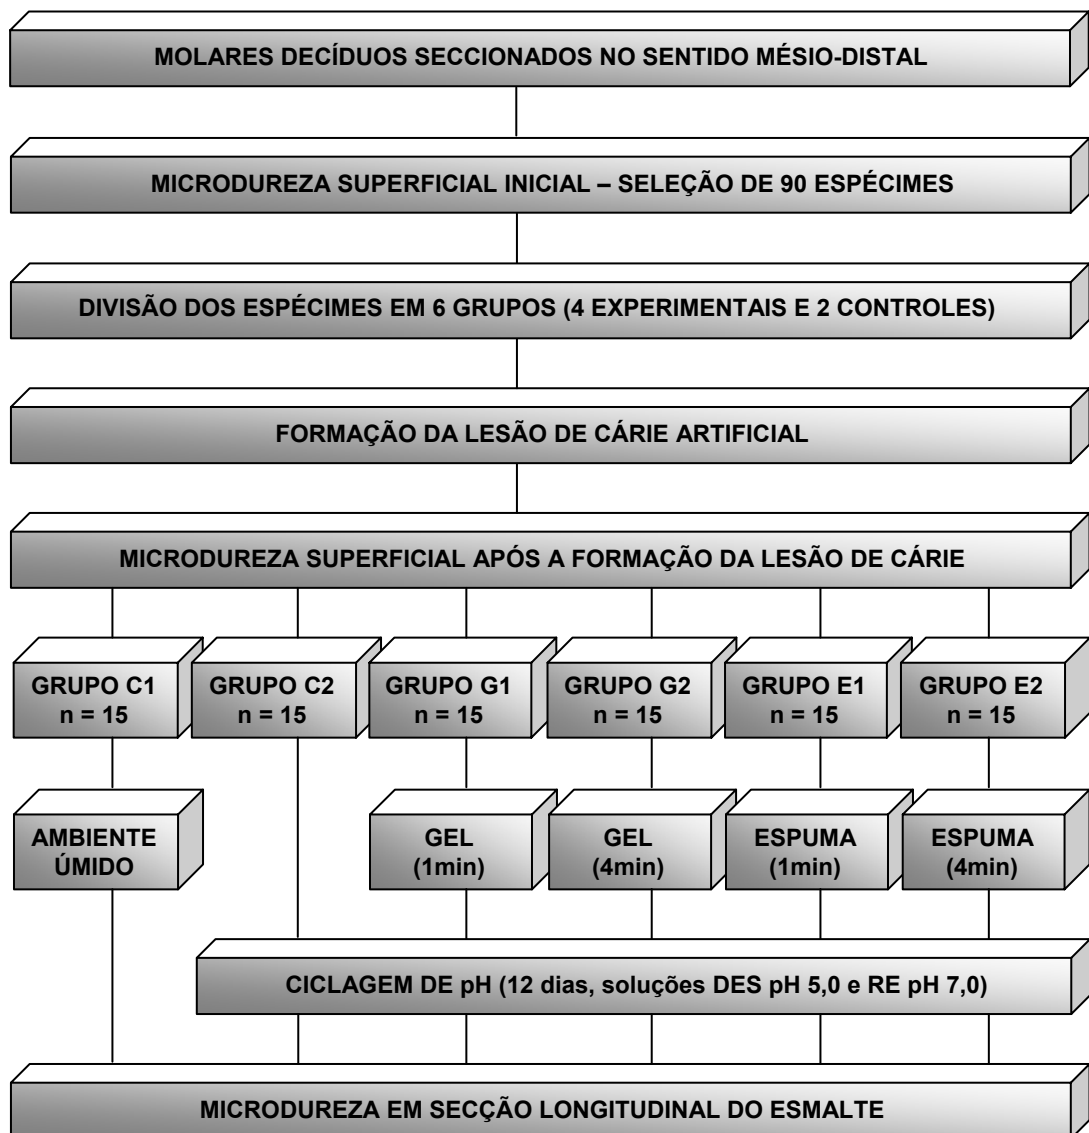 MOLARES DECÍDUOS SECCIONADOS NO SENTIDO MÉSIO-DISTAL
MICRODUREZA SUPERFICIAL INICIAL – SELEÇÃO DE 90 ESPÉCIMES
DIVISÃO DOS ESPÉCIMES EM 6 GRUPOS (4 EXPERIMENTAIS E 2 CONTROLES)
FORMAÇÃO DA LESÃO DE CÁRIE ARTIFICIAL
MICRODUREZA SUPERFICIAL APÓS A FORMAÇÃO DA LESÃO DE CÁRIE
GRUPO C1
n = 15
GRUPO C2
n = 15
GRUPO G1
n = 15
GRUPO G2
n = 15
GRUPO E1
n = 15
GRUPO E2
n = 15
AMBIENTE
ÚMIDO
GEL
(1min)
GEL
(4min)
ESPUMA
(1min)
ESPUMA
(4min)
CICLAGEM DE pH (12 dias, soluções DES pH 5,0 e RE pH 7,0)
MICRODUREZA EM SECÇÃO LONGITUDINAL DO ESMALTE